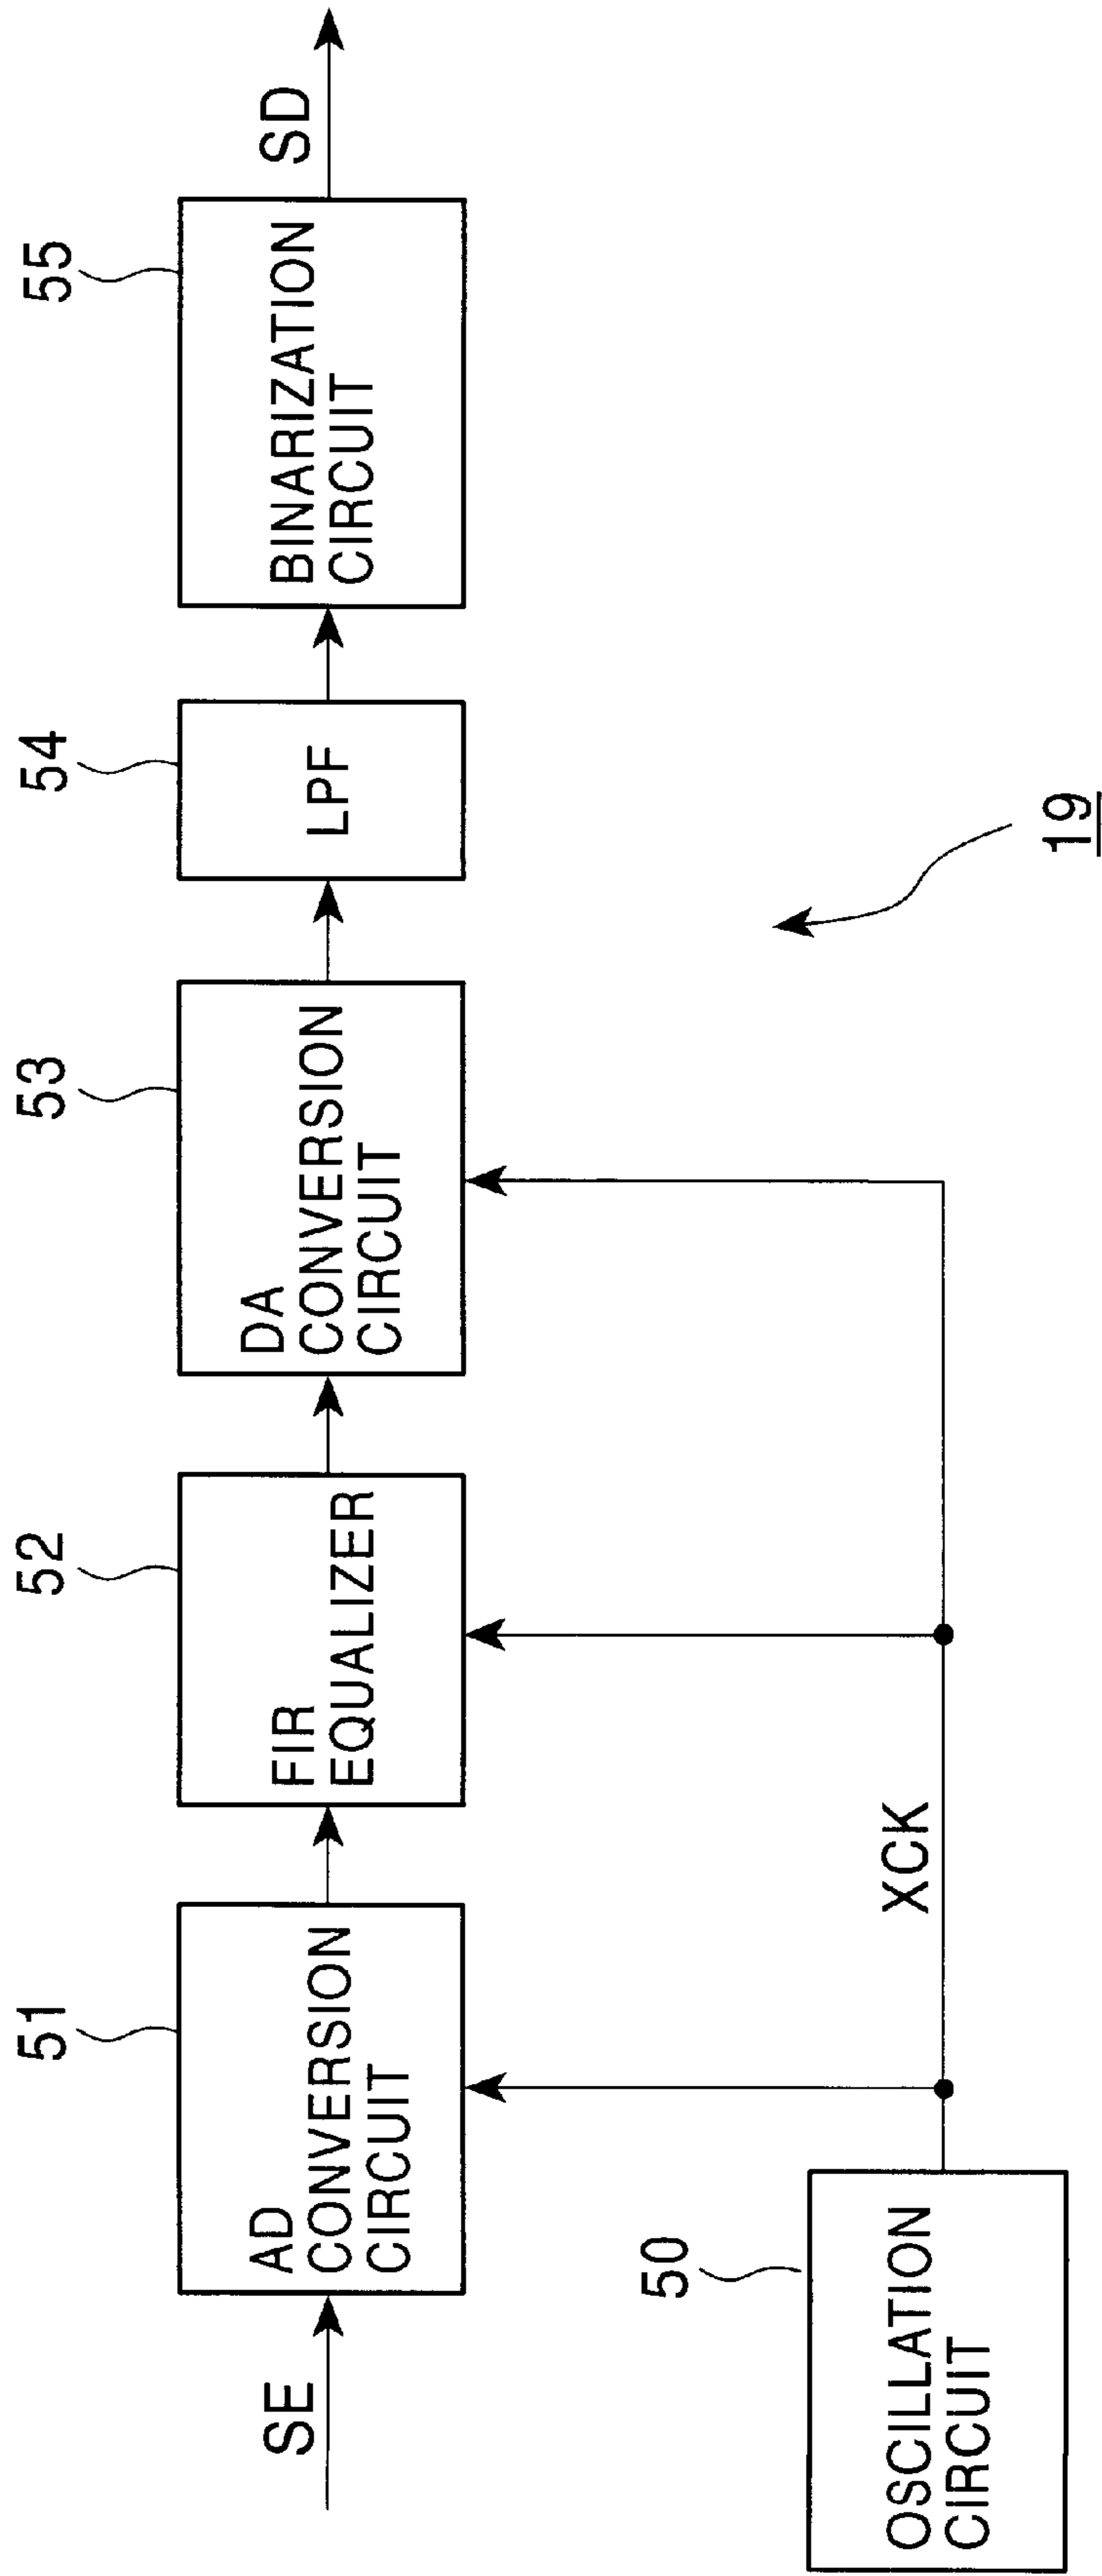 51
52
53
54
55
SE
AD
CONVERSION
CIRCUIT
FIR
EQUALIZER
DA
CONVERSION
CIRCUIT
LPF
BINARIZATION
CIRCUIT
SD
50
OSCILLATION
CIRCUIT
XCK
19